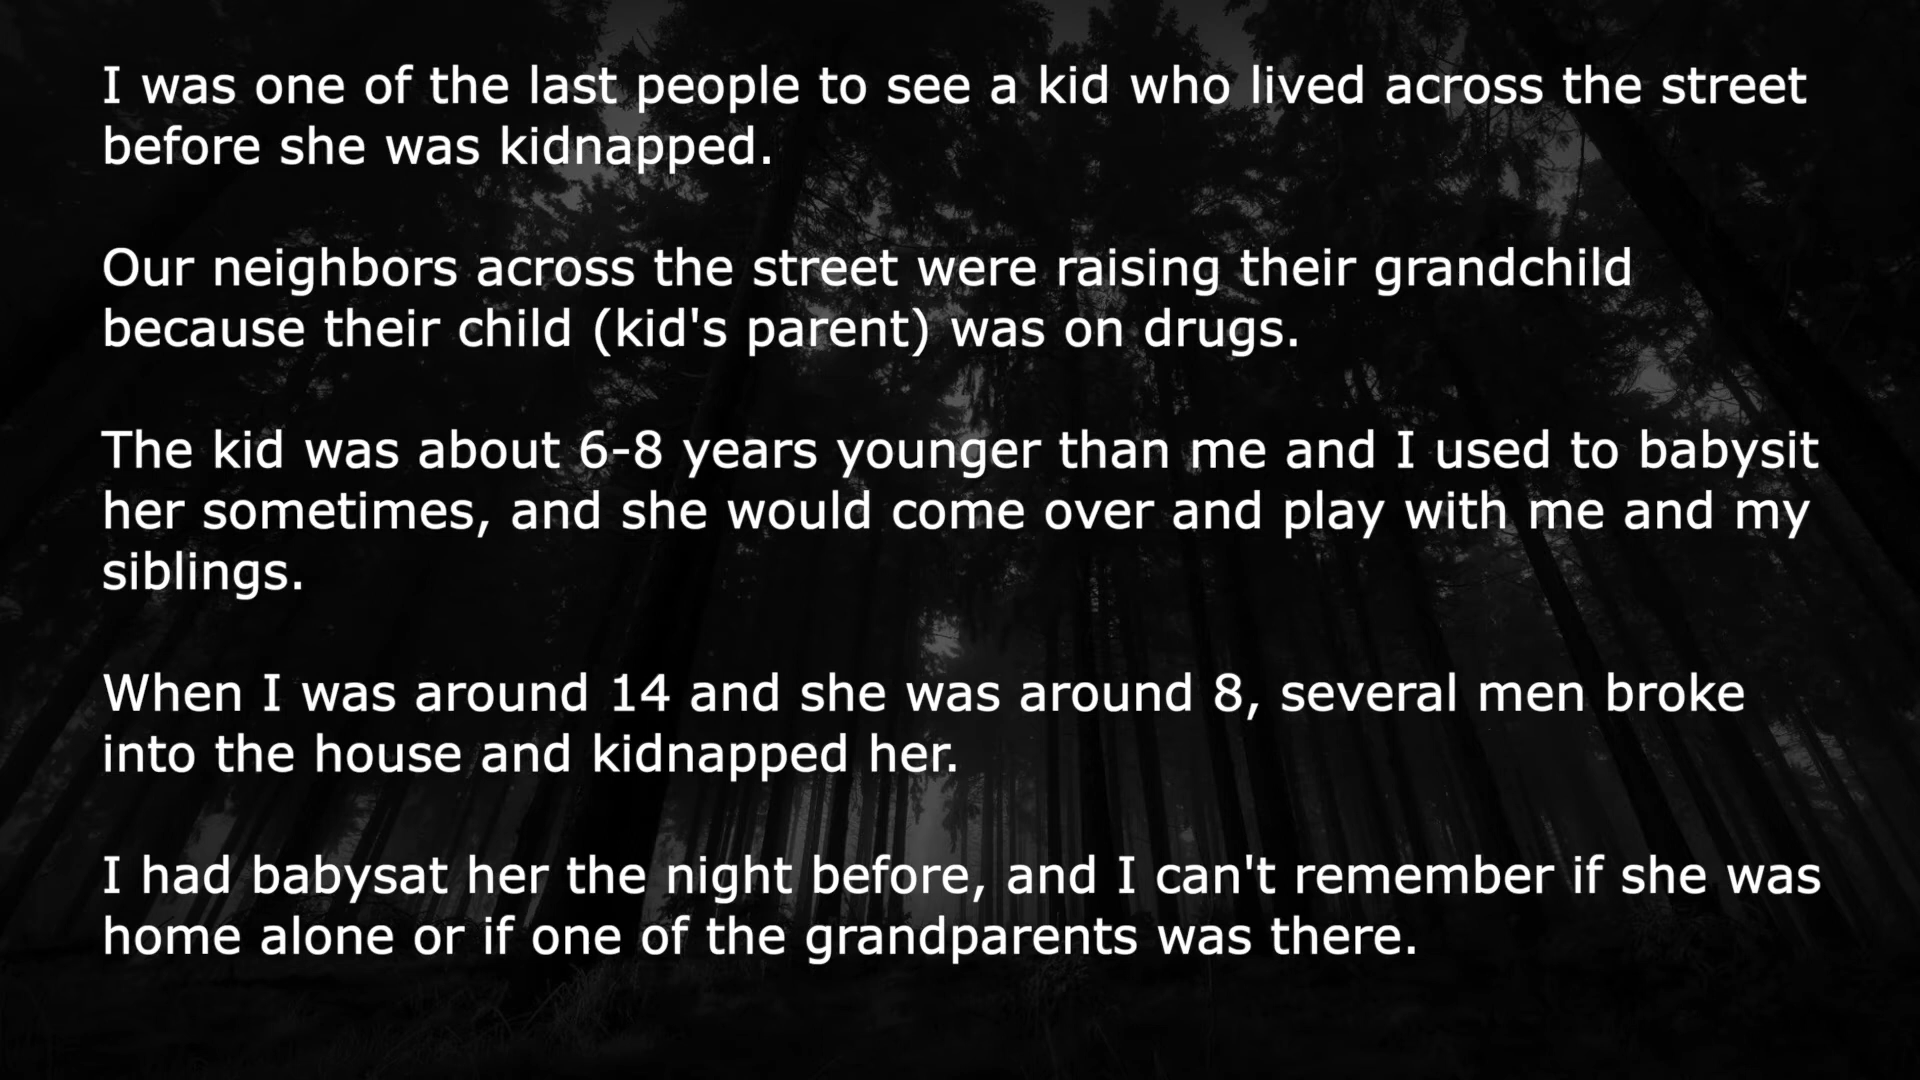 I was one of the last people to see a kid who lived across the street
before she was kidnapped.
Our neighbors across the street were raising their grandchild
because their child (kid's parent) was on drugs.
The kid was about 6-8 years younger than me and I used to babysit
her sometimes, and she would come over and play with me and my
siblings.
When I was around 14 and she was around 8, several men broke
into the house and kidnapped her.
I had babysat her the night before, and I can't remember if she was
home alone or if one of the grandparents was there.